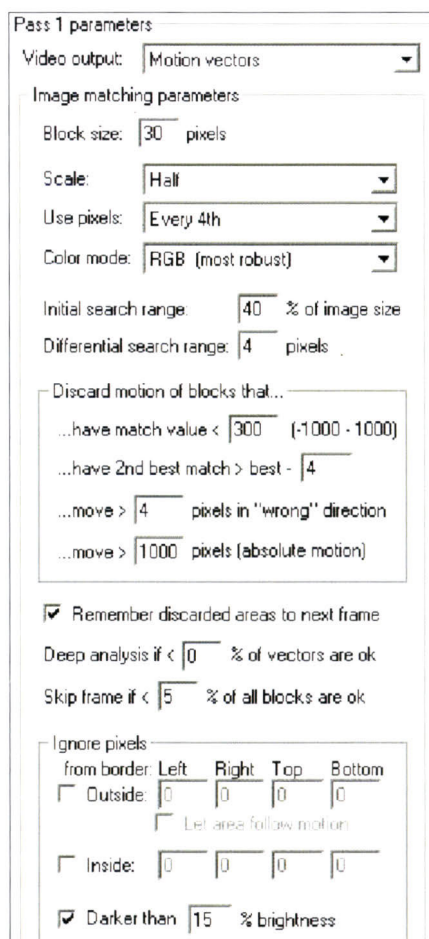 Pass 1 parameters
Video output: Motion vectors
Image matching parameters
Block size: 30 pixels
Scale: Half
Use pixels: Every 4th
Color mode: RGB (most robust)
Initial search range: 40 % of image size
Differential search range: 4 pixels
Discard motion of blocks that...
...have match value < 300 (-1000 - 1000)
...have 2nd best match > best - 4
...move > 4 pixels in "wrong" direction
...move > 1000 pixels (absolute motion)
Remember discarded areas to next frame
Deep analysis if < 0 % of vectors are ok
Skip frame if < 5 % of all blocks are ok
Ignore pixels
from border: Left Right Top Bottom
Outside: 0 0 0 0
Let area follow motion
Inside: 0 0 0 0
Darker than 15 % brightness